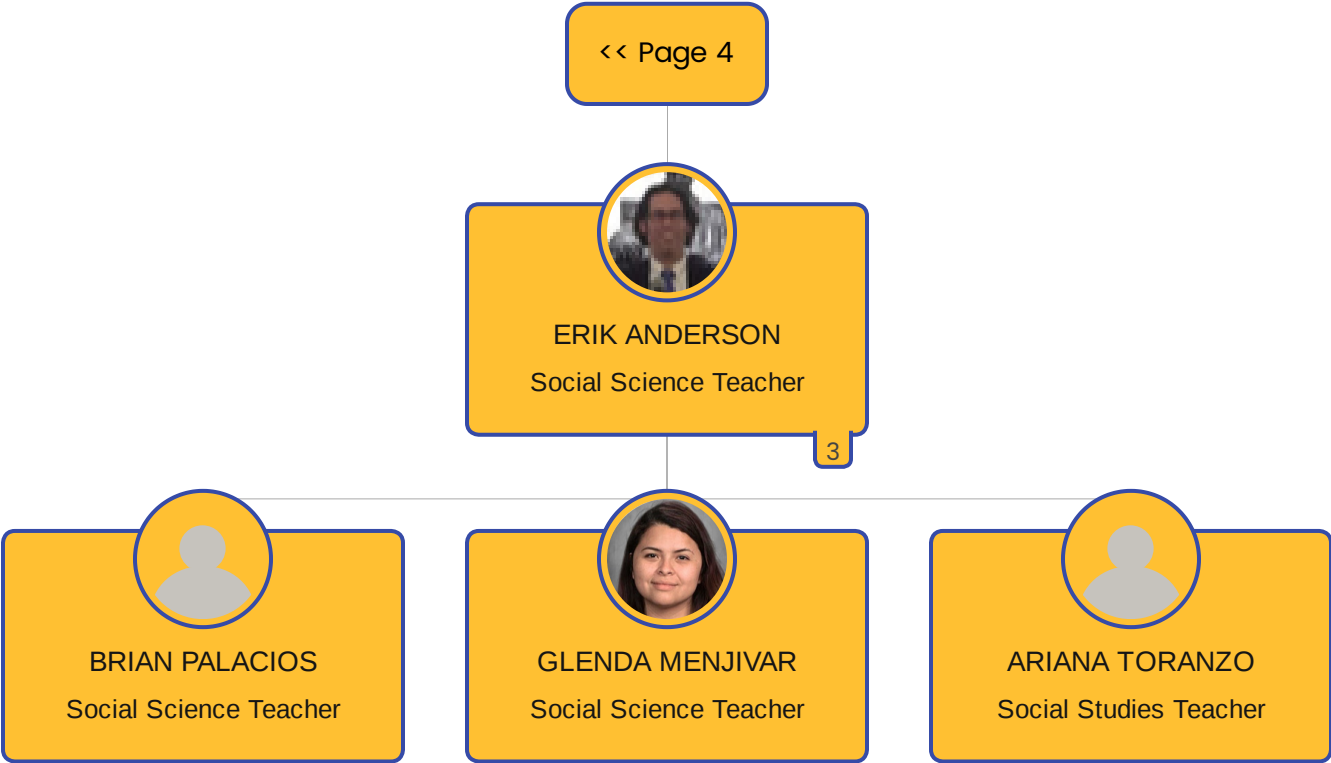 << Page 4
ERIK ANDERSON
Social Science Teacher
3
BRIAN PALACIOS
Social Science Teacher
GLENDA MENJIVAR
Social Science Teacher
ARIANA TORANZO
Social Studies Teacher